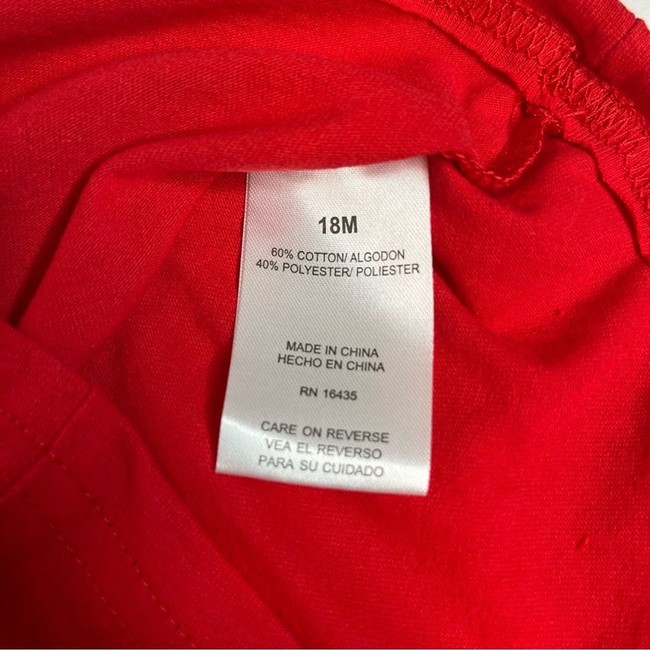 18M
60% COTTON/ ALGODON
40% POLYESTER/ POLIESTER
MADE IN CHINA
HECHO EN CHINA
RN 16435
CARE ON REVERSE
VEA EL REVERSO
PARA SU CUIDADO